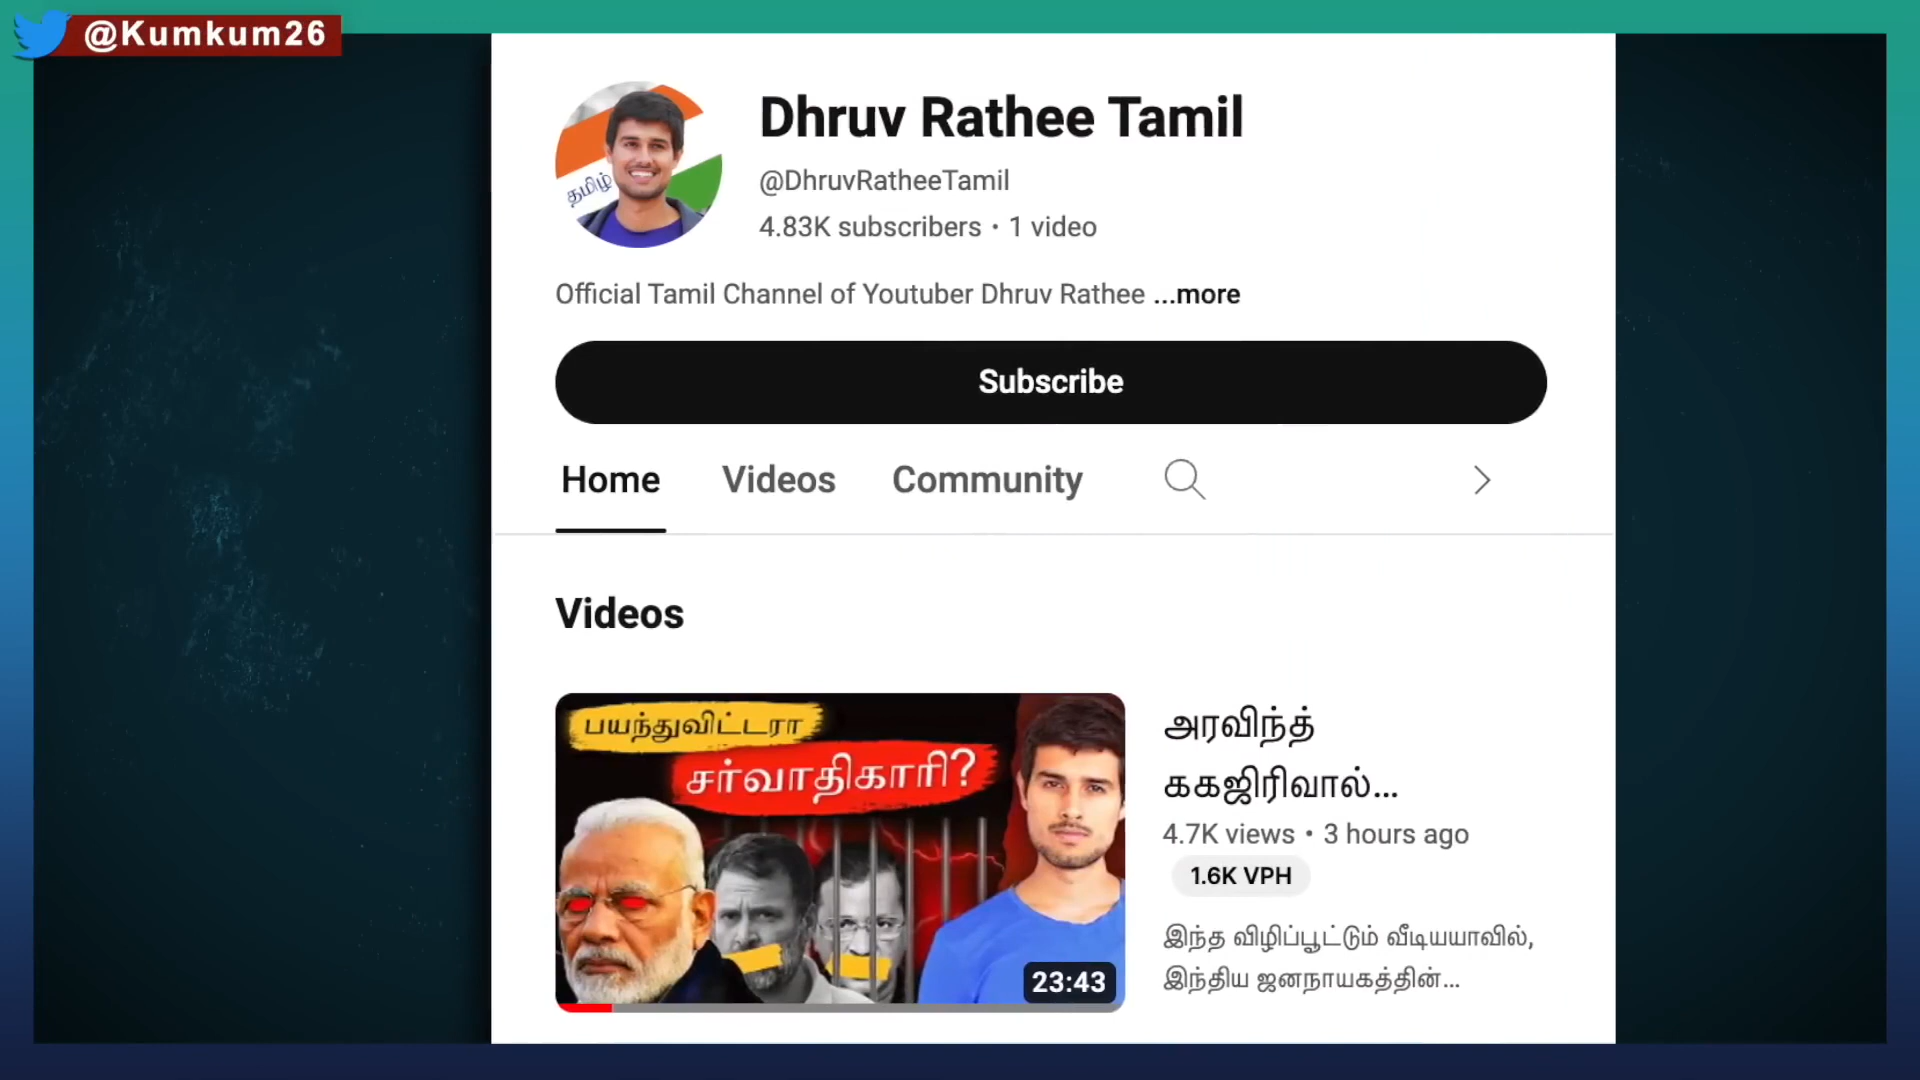 @Kumkum26
Dhruv Rathee Tamil
தமிழ்
@DhruvRatheeTamil
4.83K subscribers • 1 video
Official Tamil Channel of Youtuber Dhruv Rathee ...more
Subscribe
Home Videos Community
Videos
பயந்துவிட்டரா
சர்வாதிகாரி?
23:43
அரவிந்த்
ககஜிரிவால்...
4.7K views • 3 hours ago
1.6K VPH
இந்த விழிப்பூட்டும் வீடியயாவில்,
இந்திய ஜனநாயகத்தின்...